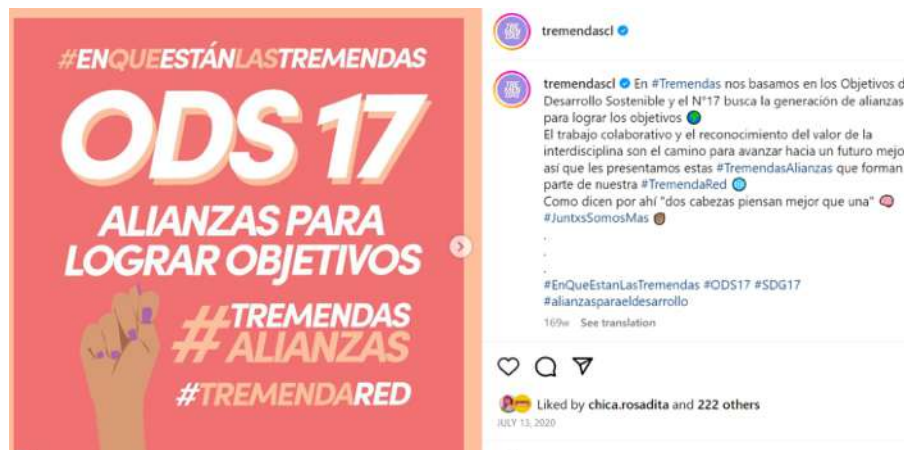 #ENQUEESTÁNLASTREMENDAS
ODS 17
ALIANZAS PARA
LOGRAR OBJETIVOS
#TREMENDAS
ALIANZAS
#TREMENDARED
tremendascl
tremendascl En #Tremendas nos basamos en los Objetivos d
Desarrollo Sostenible y el N°17 busca la generación de alianzas
para lograr los objetivos
El trabajo colaborativo y el reconocimiento del valor de la
interdisciplina son el camino para avanzar hacia un futuro mejo
así que les presentamos estas #TremendasAlianzas que forman
parte de nuestra #TremendaRed
Como dicen por ahí "dos cabezas piensan mejor que una"
#JuntxsSomosMas
.
.
.
#EnQueEstanLasTremendas #ODS17 #SDG17
#alianzasparaeldesarrollo
169w See translation
Liked by chica.rosadita and 222 others
JULY 13, 2020